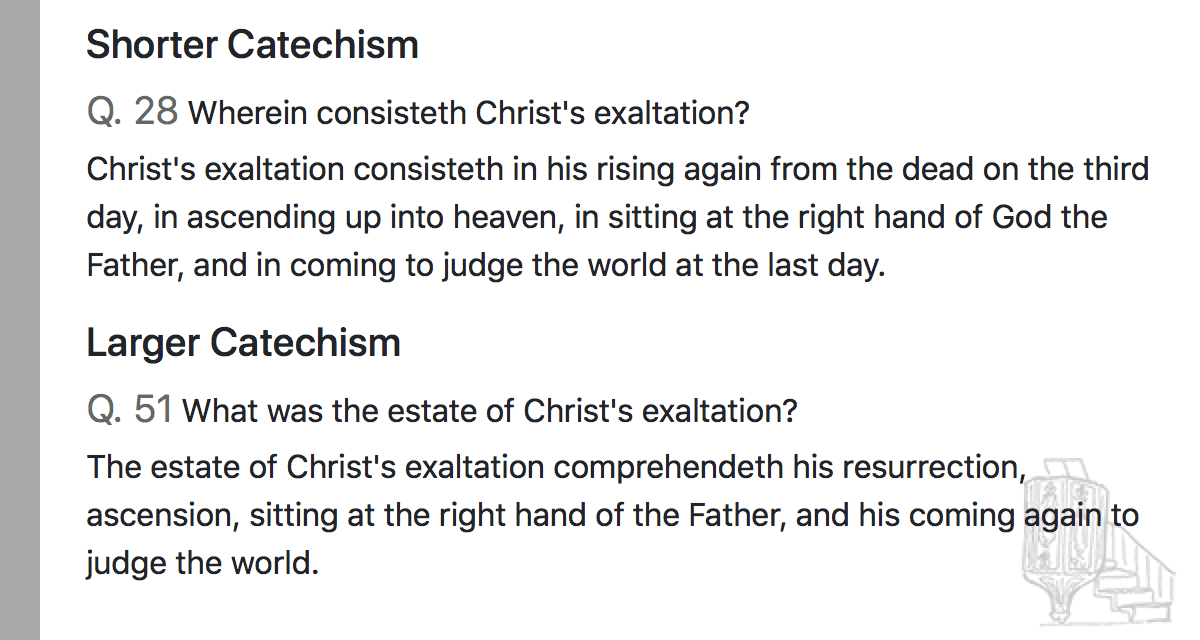 Shorter Catechism
Q. 28 Wherein consisteth Christ's exaltation?
Christ's exaltation consisteth in his rising again from the dead on the third
day, in ascending up into heaven, in sitting at the right hand of God the
Father, and in coming to judge the world at the last day.
Larger Catechism
Q. 51 What was the estate of Christ's exaltation?
The estate of Christ's exaltation comprehendeth his resurrection,
ascension, sitting at the right hand of the Father, and his coming again to
judge the world.